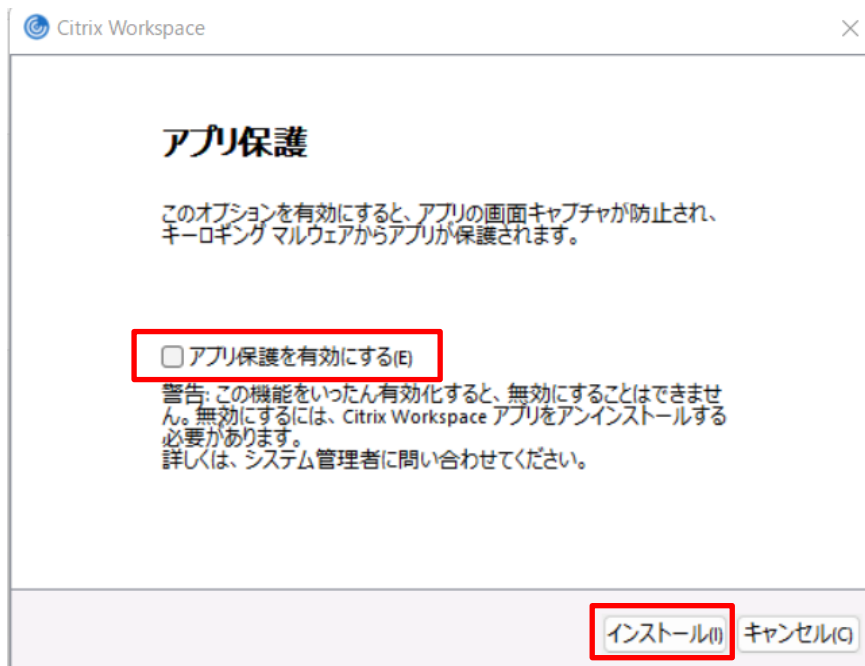 Citrix Workspace
アプリ保護
このオプションを有効にすると、アプリの画面キャプチャが防止され、
キーロギング マルウェアからアプリが保護されます。
アプリ保護を有効にする(E)
警告: この機能をいったん有効化すると、無効にすることはできませ
ん。無効にするには、Citrix Workspace アプリをアンインストールする
必要があります。
詳しくは、システム管理者に問い合わせてください。
インストール(I) キャンセル(C)